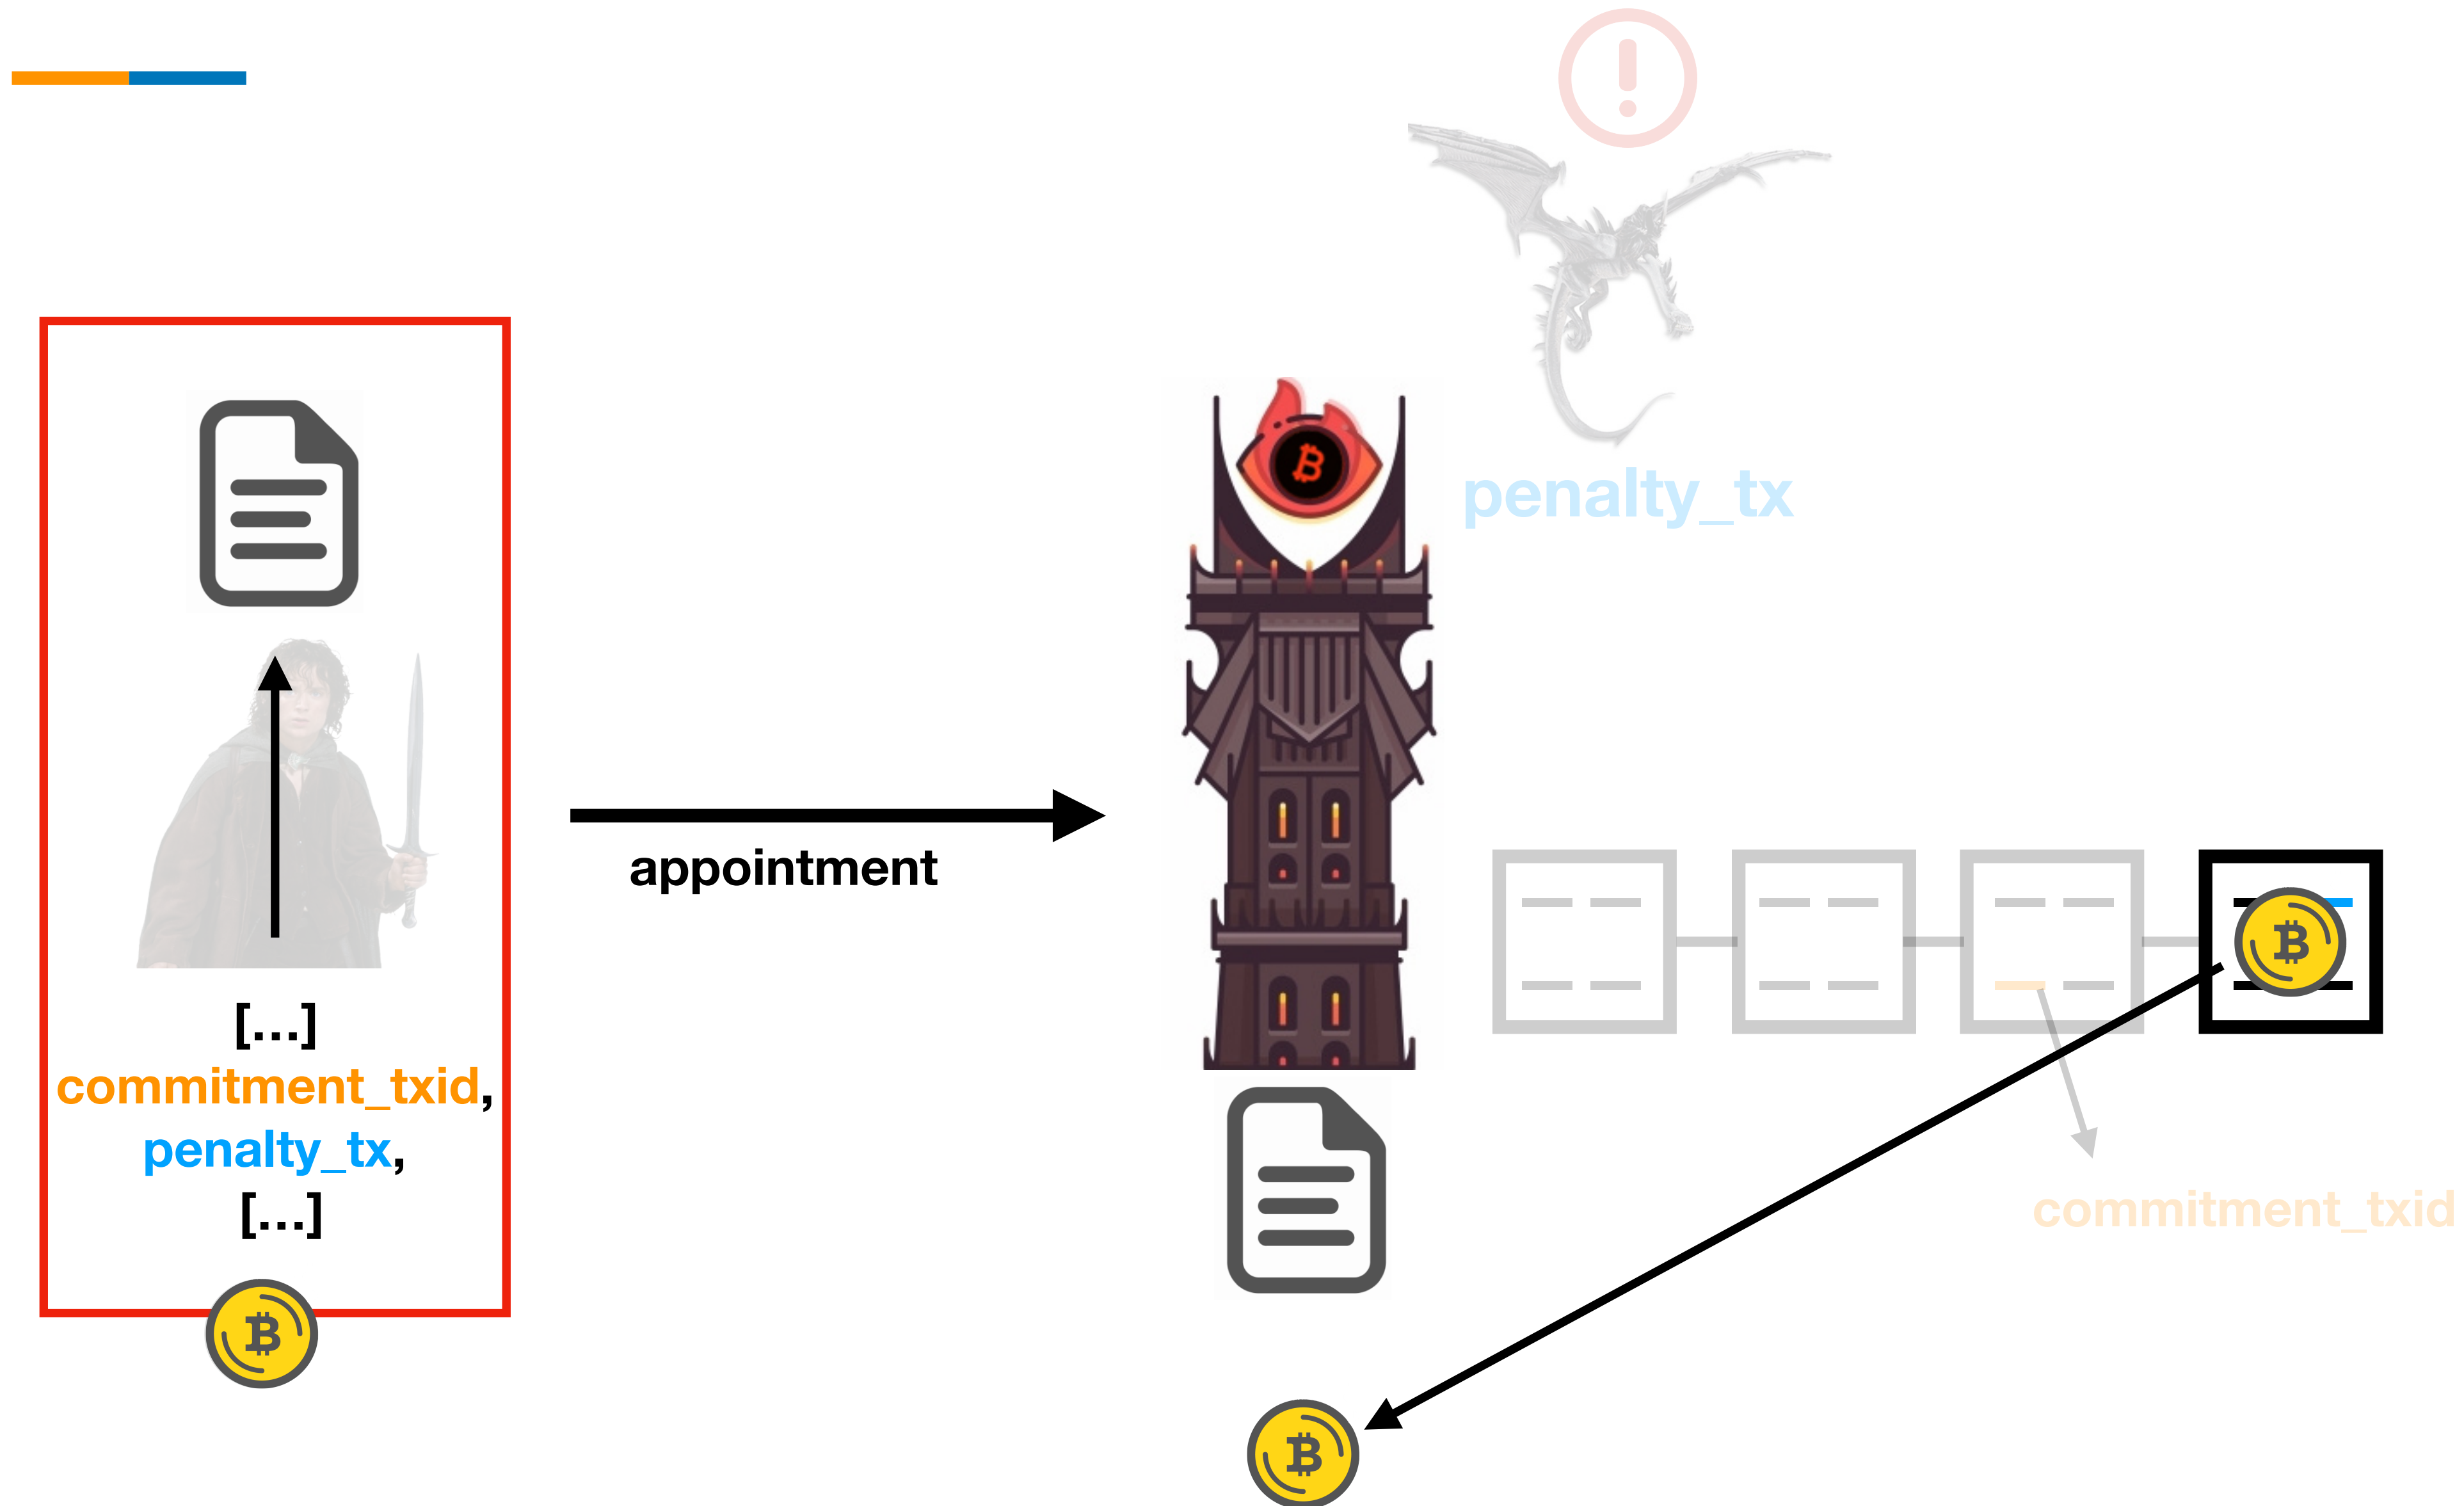 penalty_tx
appointment
[...]
commitment_txid,
penalty_tx,
[...]
commitment_txid